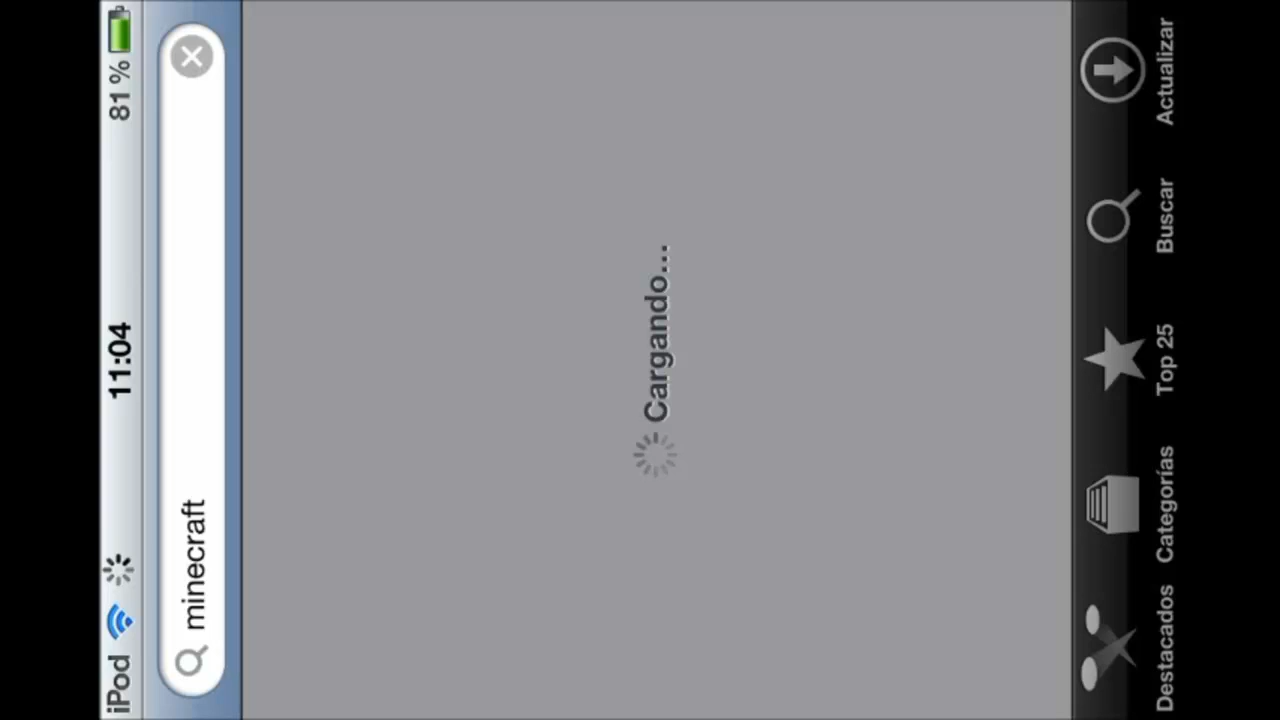 iPod 11:04 81 %
minecraft
Cargando...
Destacados Categorías Top 25 Buscar Actualizar